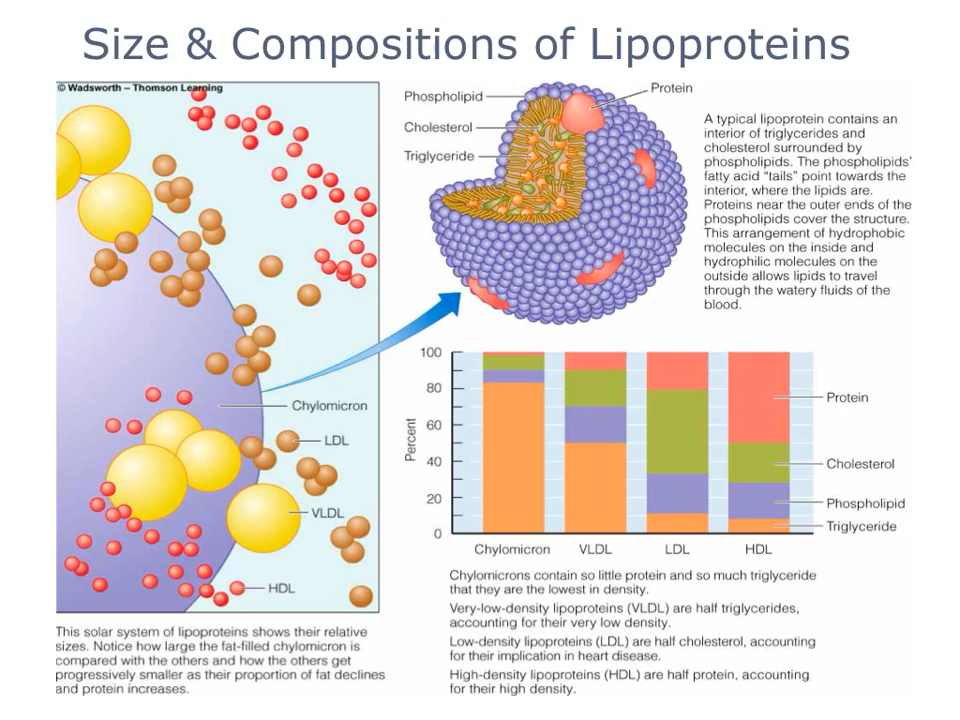 Size & Compositions of Lipoproteins
© Wadsworth – Thomson Learning
Chylomicron
LDL
VLDL
HDL
This solar system of lipoproteins shows their relative
sizes. Notice how large the fat-filled chylomicron is
compared with the others and how the others get
progressively smaller as their proportion of fat declines
and protein increases.
Phospholipid
Cholesterol
Triglyceride
Protein
A typical lipoprotein contains an
interior of triglycerides and
cholesterol surrounded by
phospholipids. The phospholipids'
fatty acid “tails” point towards the
interior, where the lipids are.
Proteins near the outer ends of the
phospholipids cover the structure.
This arrangement of hydrophobic
molecules on the inside and
hydrophilic molecules on the
outside allows lipids to travel
through the watery fluids of the
blood.
Percent
100
80
60
40
20
0
Chylomicron VLDL LDL HDL
Protein
Cholesterol
Phospholipid
Triglyceride
Chylomicrons contain so little protein and so much triglyceride
that they are the lowest in density.
Very-low-density lipoproteins (VLDL) are half triglycerides,
accounting for their very low density.
Low-density lipoproteins (LDL) are half cholesterol, accounting
for their implication in heart disease.
High-density lipoproteins (HDL) are half protein, accounting
for their high density.